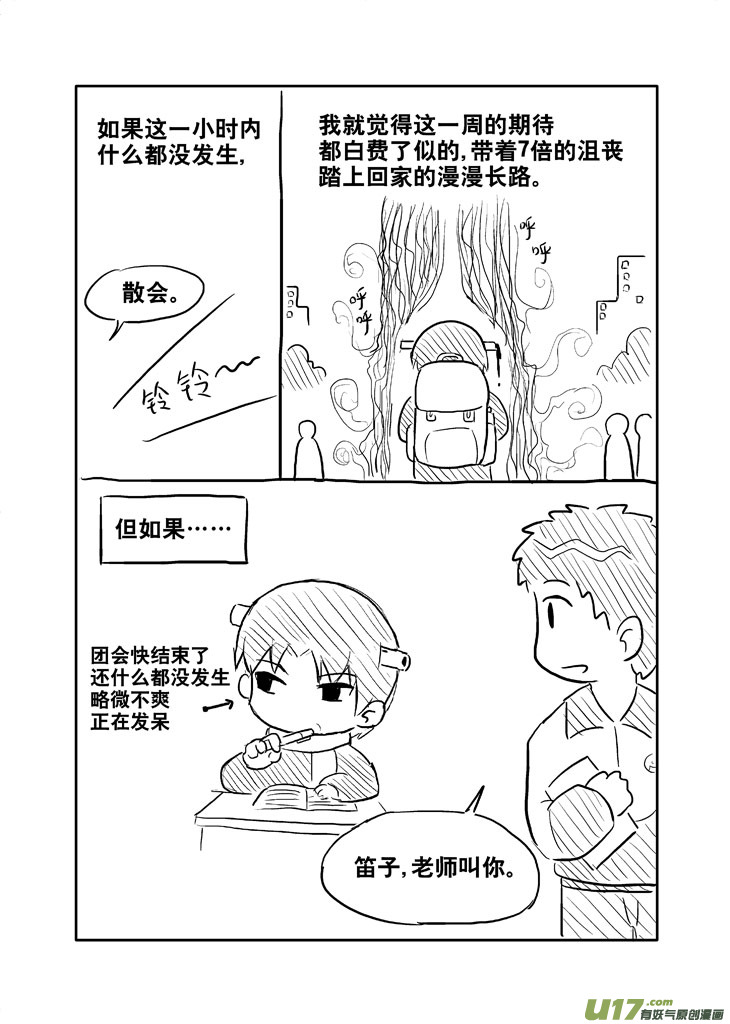 如果这一小时内
什么都没发生,
散会。
铃铃～
我就觉得这一周的期待
都白费了似的,带着7倍的沮丧
踏上回家的漫漫长路。
呼
呼
呼
呼
但如果……
团会快结束了
还什么都没发生
略微不爽
正在发呆
笛子,老师叫你。
U17.com
有妖气原创漫画